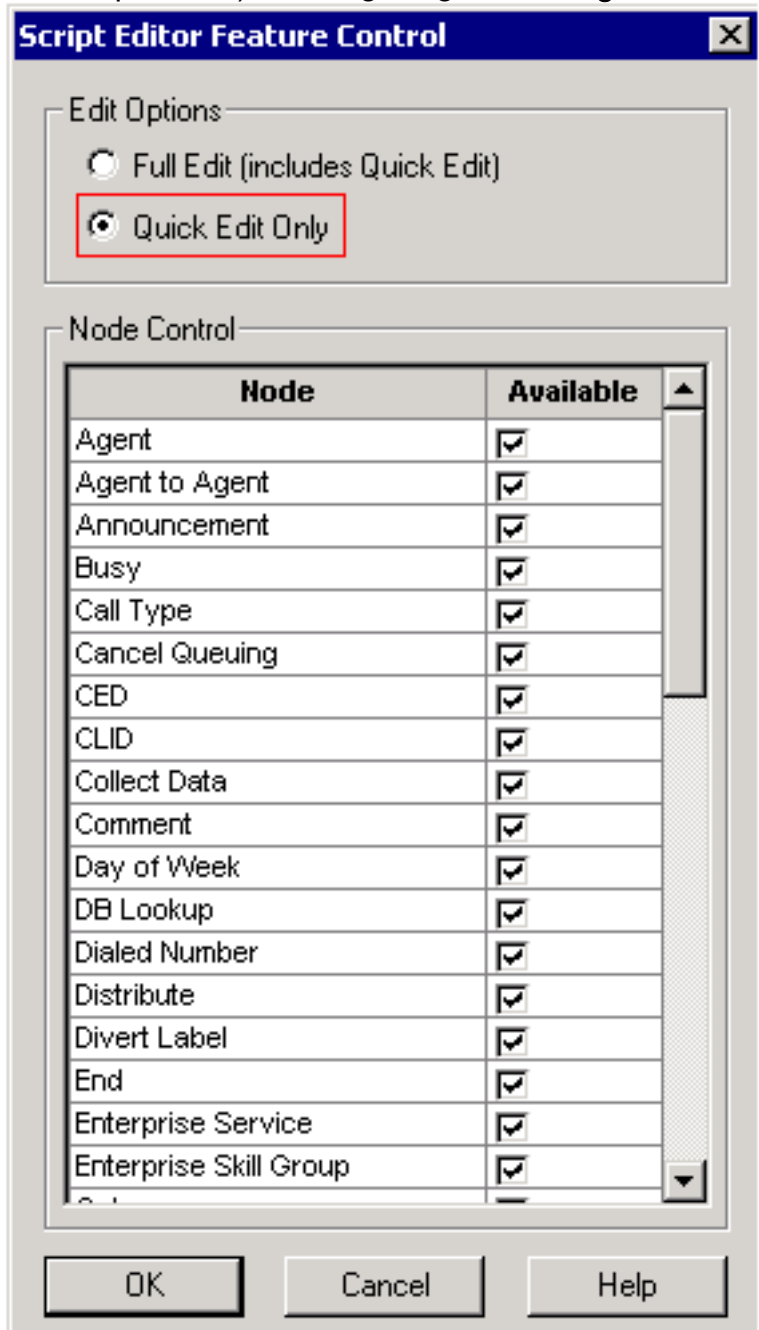 Script Editor Feature Control
Edit Options
Full Edit (includes Quick Edit)
Quick Edit Only
Node Control
Node Available
Agent
Agent to Agent
Announcement
Busy
Call Type
Cancel Queuing
CED
CLID
Collect Data
Comment
Day of Week
DB Lookup
Dialed Number
Distribute
Divert Label
End
Enterprise Service
Enterprise Skill Group
OK Cancel Help